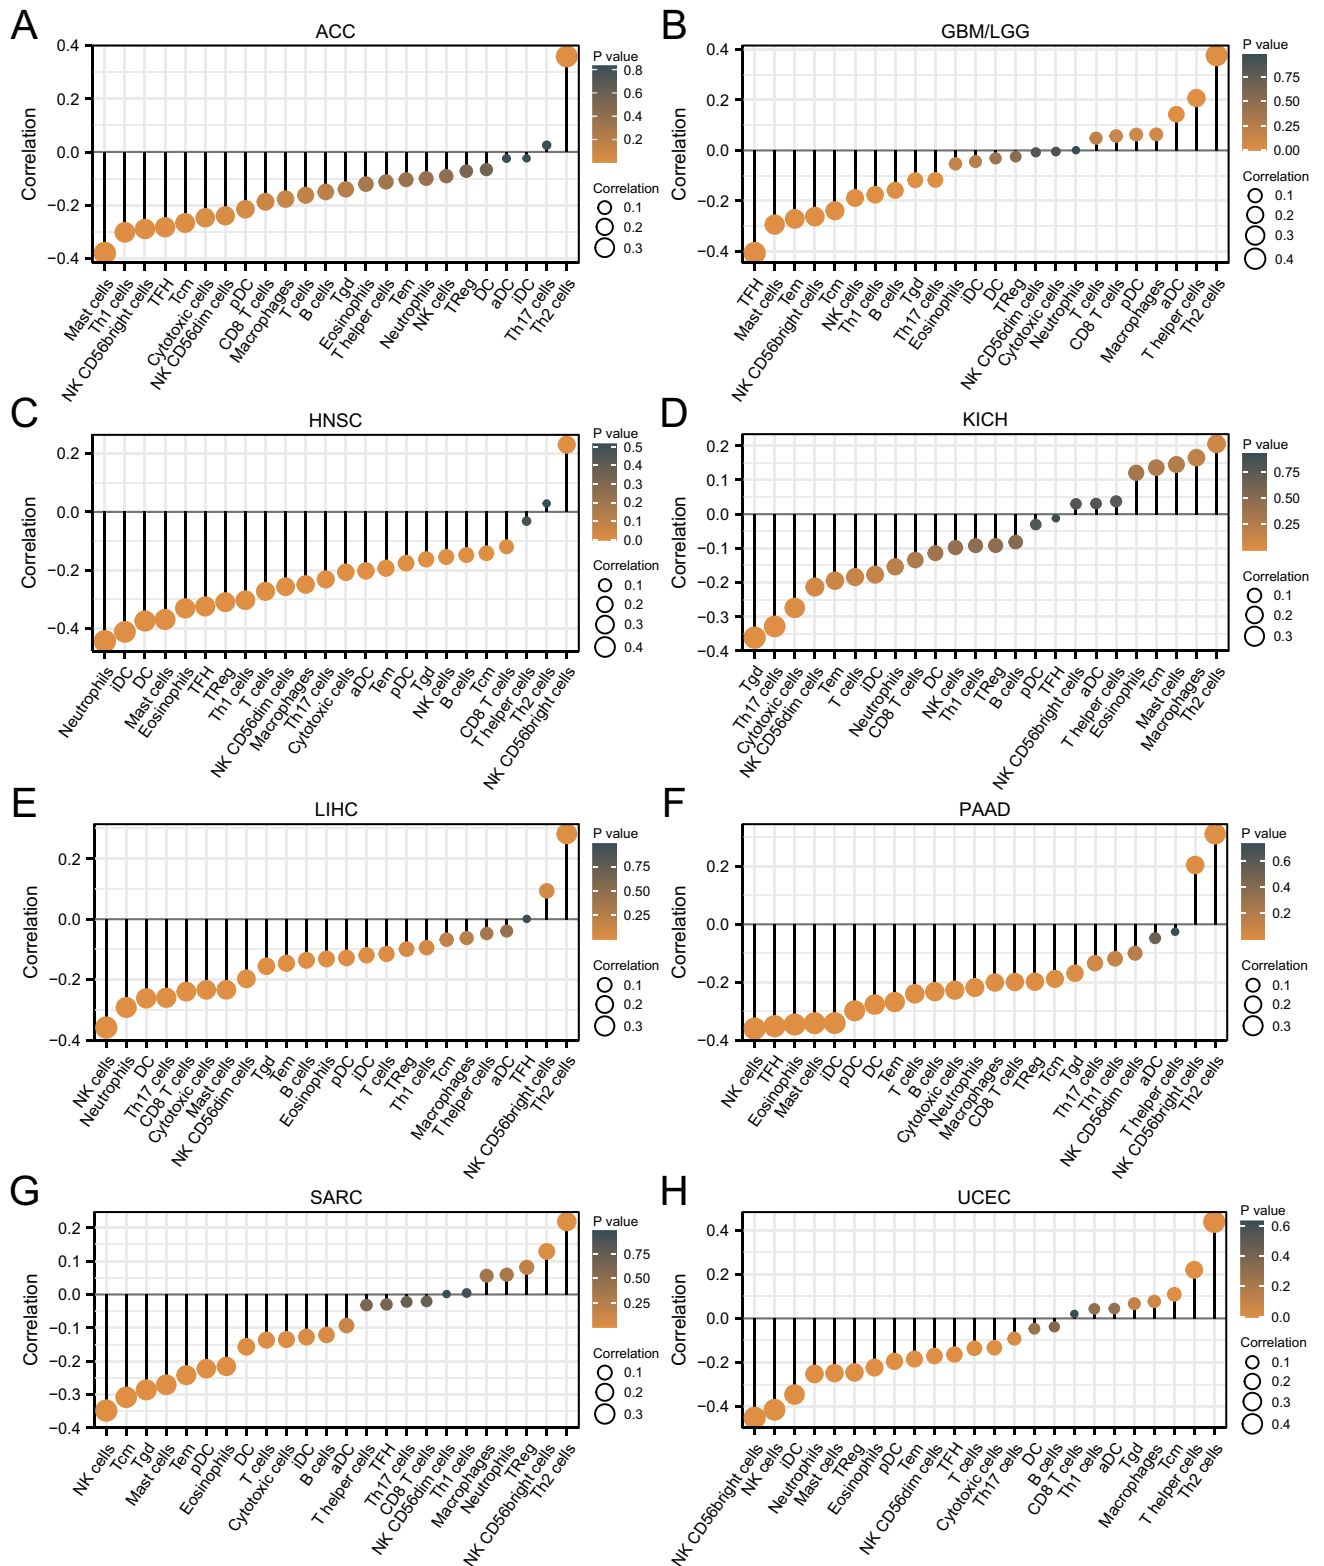 A
ACC
Correlation
0.4
0.2
0.0
−0.2
−0.4
Mast cells
Th1 cells
NK CD56bright cells
TFH
Tcm
Cytotoxic cells
NK CD56dim cells
pDC
CD8 T cells
Macrophages
T cells
B cells
Tgd
Eosinophils
T helper cells
Tem
Neutrophils
NK cells
TReg
DC
aDC
iDC
Th17 cells
Th2 cells
P value
0.8
0.6
0.4
0.2
Correlation
0.1
0.2
0.3
B
GBM/LGG
Correlation
0.4
0.2
0.0
−0.2
−0.4
TFH
Mast cells
Tem
NK CD56bright cells
Tcm
NK cells
Th1 cells
B cells
Tgd
Th17 cells
Eosinophils
iDC
DC
TReg
NK CD56dim cells
Cytotoxic cells
Neutrophils
T cells
CD8 T cells
pDC
Macrophages
aDC
T helper cells
Th2 cells
P value
0.75
0.50
0.25
0.00
Correlation
0.1
0.2
0.3
0.4
C
HNSC
Correlation
0.2
0.0
−0.2
−0.4
Neutrophils
iDC
DC
Mast cells
Eosinophils
TFH
TReg
Th1 cells
T cells
NK CD56dim cells
Macrophages
Th17 cells
Cytotoxic cells
aDC
Tem
pDC
Tgd
NK cells
B cells
Tcm
CD8 T cells
T helper cells
Th2 cells
NK CD56bright cells
P value
0.5
0.4
0.3
0.2
0.1
0.0
Correlation
0.1
0.2
0.3
0.4
D
KICH
Correlation
0.2
0.1
0.0
−0.1
−0.2
−0.3
−0.4
Tgd
Th17 cells
Cytotoxic cells
NK CD56dim cells
Tem
T cells
iDC
Neutrophils
CD8 T cells
DC
NK cells
Th1 cells
TReg
B cells
pDC
TFH
NK CD56bright cells
aDC
T helper cells
Eosinophils
Tcm
Mast cells
Macrophages
Th2 cells
P value
0.75
0.50
0.25
Correlation
0.1
0.2
0.3
E
LIHC
Correlation
0.2
0.0
−0.2
−0.4
NK cells
Neutrophils
DC
Th17 cells
CD8 T cells
Cytotoxic cells
Mast cells
NK CD56dim cells
Tgd
Tem
B cells
Eosinophils
pDC
iDC
T cells
TReg
Th1 cells
Tcm
Macrophages
T helper cells
aDC
TFH
NK CD56bright cells
Th2 cells
P value
0.75
0.50
0.25
Correlation
0.1
0.2
0.3
F
PAAD
Correlation
0.2
0.0
−0.2
−0.4
NK cells
TFH
Eosinophils
Mast cells
iDC
pDC
DC
Tem
T cells
B cells
Cytotoxic cells
Neutrophils
Macrophages
CD8 T cells
TReg
Tcm
Tgd
Th17 cells
Th1 cells
NK CD56dim cells
aDC
T helper cells
NK CD56bright cells
Th2 cells
P value
0.6
0.4
0.2
Correlation
0.1
0.2
0.3
G
SARC
Correlation
0.2
0.1
0.0
−0.1
−0.2
−0.3
−0.4
NK cells
Tcm
Tgd
Mast cells
Tem
pDC
Eosinophils
DC
T cells
Cytotoxic cells
iDC
B cells
aDC
T helper cells
TFH
Th17 cells
CD8 T cells
NK CD56dim cells
Th1 cells
Macrophages
Neutrophils
TReg
NK CD56bright cells
Th2 cells
P value
0.75
0.50
0.25
Correlation
0.1
0.2
0.3
H
UCEC
Correlation
0.4
0.2
0.0
−0.2
−0.4
NK CD56bright cells
NK cells
iDC
Neutrophils
Mast cells
TReg
Eosinophils
pDC
Tem
NK CD56dim cells
TFH
T cells
Cytotoxic cells
Th17 cells
DC
B cells
CD8 T cells
Th1 cells
aDC
Tgd
Macrophages
Tcm
T helper cells
Th2 cells
P value
0.6
0.4
0.2
0.0
Correlation
0.1
0.2
0.3
0.4